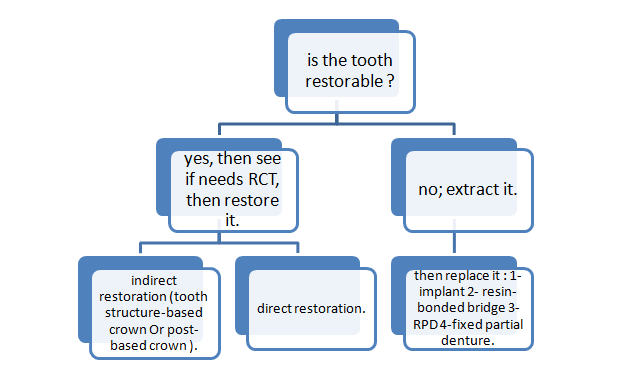 is the tooth
restorable ?
yes, then see
if needs RCT,
then restore
it.
no; extract it.
indirect
restoration (tooth
structure-based
crown Or post-
based crown ).
direct restoration.
then replace it : 1-
implant 2- resin-
bonded bridge 3-
RPD 4-fixed partial
denture.